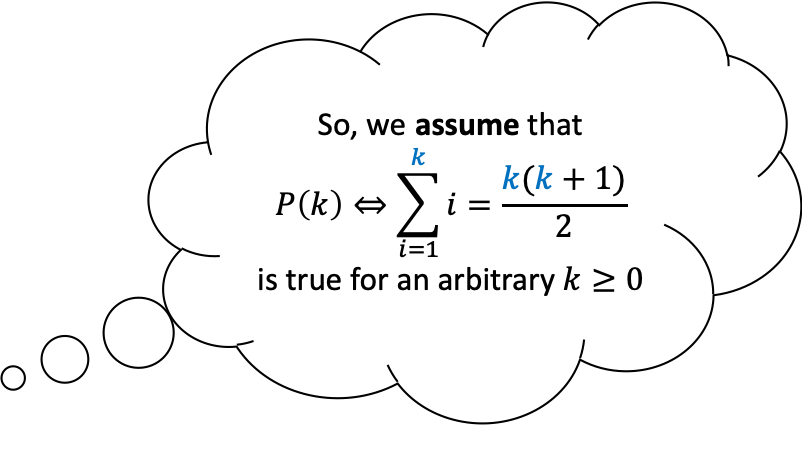 So, we assume that
P(k) ⇔ ∑_{i=1}^{k} i = k(k + 1)/2
is true for an arbitrary k ≥ 0